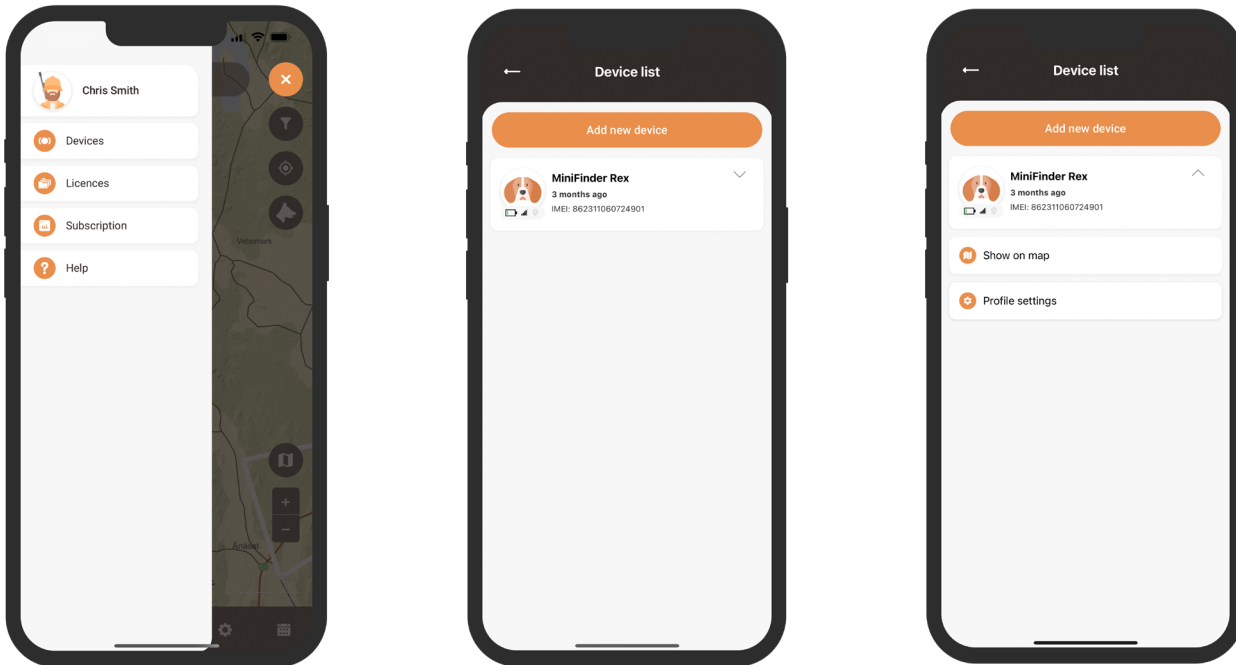 Chris Smith
Devices
Licences
Subscription
Help
Ånäset
Device list
Add new device
MiniFinder Rex
3 months ago
IMEI: 862311060724901
Device list
Add new device
MiniFinder Rex
3 months ago
IMEI: 862311060724901
Show on map
Profile settings